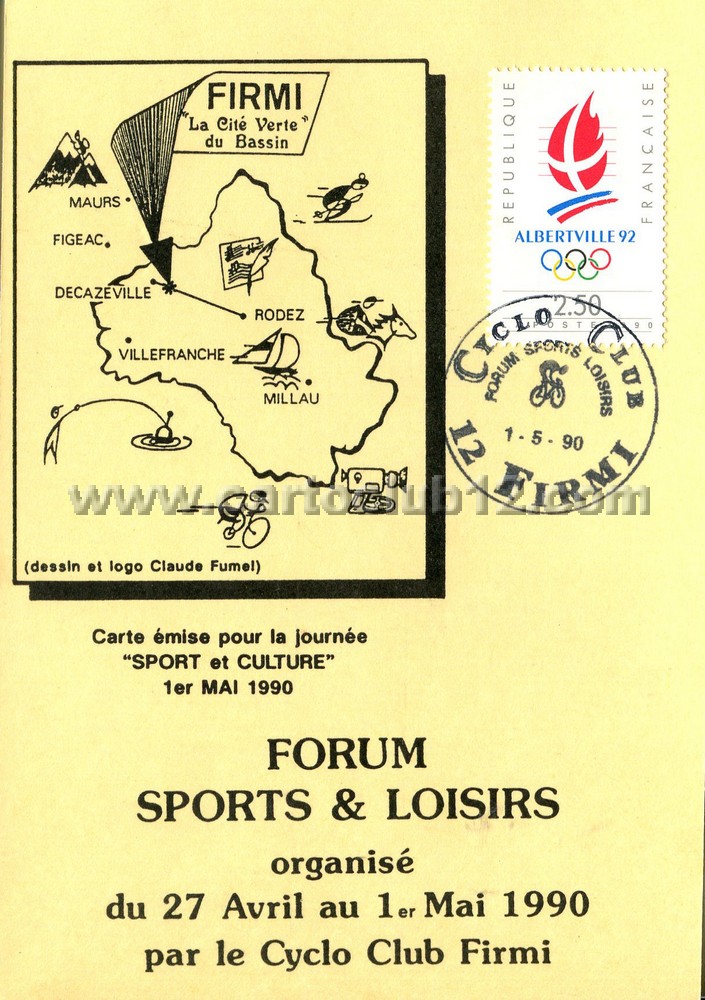 FIRMI
"La Cité Verte"
du Bassin
MAURS
FIGEAC
DECAZEVILLE
RODEZ
VILLEFRANCHE
MILLAU
(dessin et logo Claude Fumel)
RÉPUBLIQUE
FRANÇAISE
ALBERTVILLE 92
2.50
CYCLO CLUB
FORUM SPORTS LOISIRS
1-5-90
12 FIRMI
www.cartoclub12.com
Carte émise pour la journée
"SPORT et CULTURE"
1er MAI 1990
FORUM
SPORTS & LOISIRS
organisé
du 27 Avril au 1er Mai 1990
par le Cyclo Club Firmi